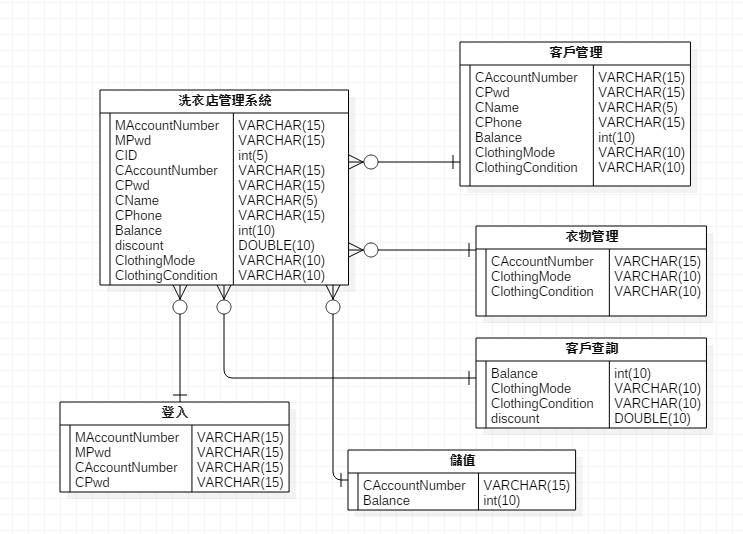 洗衣店管理系統
MAccountNumber VARCHAR(15)
MPwd VARCHAR(15)
CID int(5)
CAccountNumber VARCHAR(15)
CPwd VARCHAR(15)
CName VARCHAR(5)
CPhone VARCHAR(15)
Balance int(10)
discount DOUBLE(10)
ClothingMode VARCHAR(10)
ClothingCondition VARCHAR(10)
客戶管理
CAccountNumber VARCHAR(15)
CPwd VARCHAR(15)
CName VARCHAR(5)
CPhone VARCHAR(15)
Balance int(10)
ClothingMode VARCHAR(10)
ClothingCondition VARCHAR(10)
衣物管理
CAccountNumber VARCHAR(15)
ClothingMode VARCHAR(10)
ClothingCondition VARCHAR(10)
客戶查詢
Balance int(10)
ClothingMode VARCHAR(10)
ClothingCondition VARCHAR(10)
discount DOUBLE(10)
登入
MAccountNumber VARCHAR(15)
MPwd VARCHAR(15)
CAccountNumber VARCHAR(15)
CPwd VARCHAR(15)
儲值
CAccountNumber VARCHAR(15)
Balance int(10)